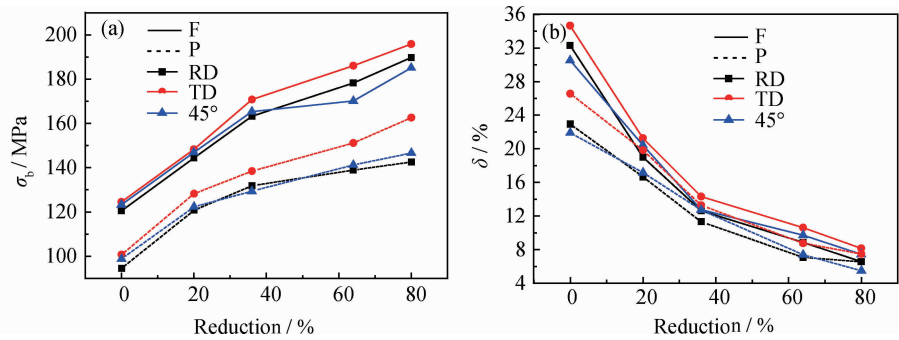 (a)
F
P
RD
TD
45°
200
180
160
140
120
100
σb / MPa
0 20 40 60 80
Reduction / %
(b)
F
P
RD
TD
45°
36
32
28
24
20
16
12
8
4
δ / %
0 20 40 60 80
Reduction / %